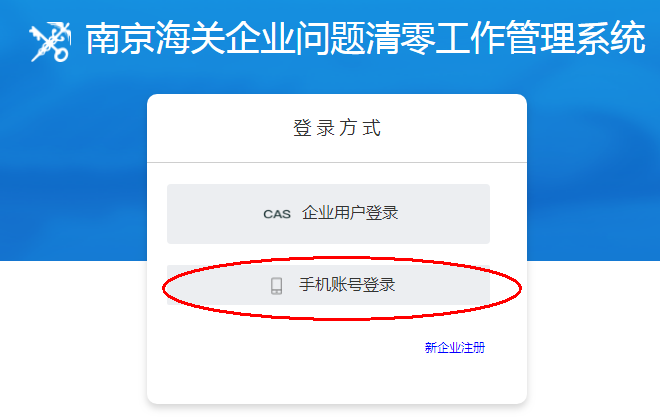 南京海关企业问题清零工作管理系统
登录方式
CAS 企业用户登录
手机账号登录
新企业注册